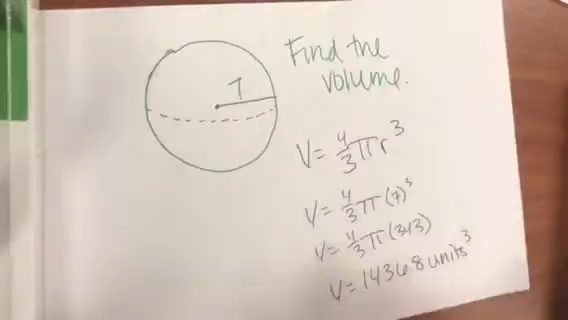 Find the
volume.
7
V = 4/3 πr³
V = 4/3 π(7)³
V = 4/3 π(343)
V = 1436.8 units³